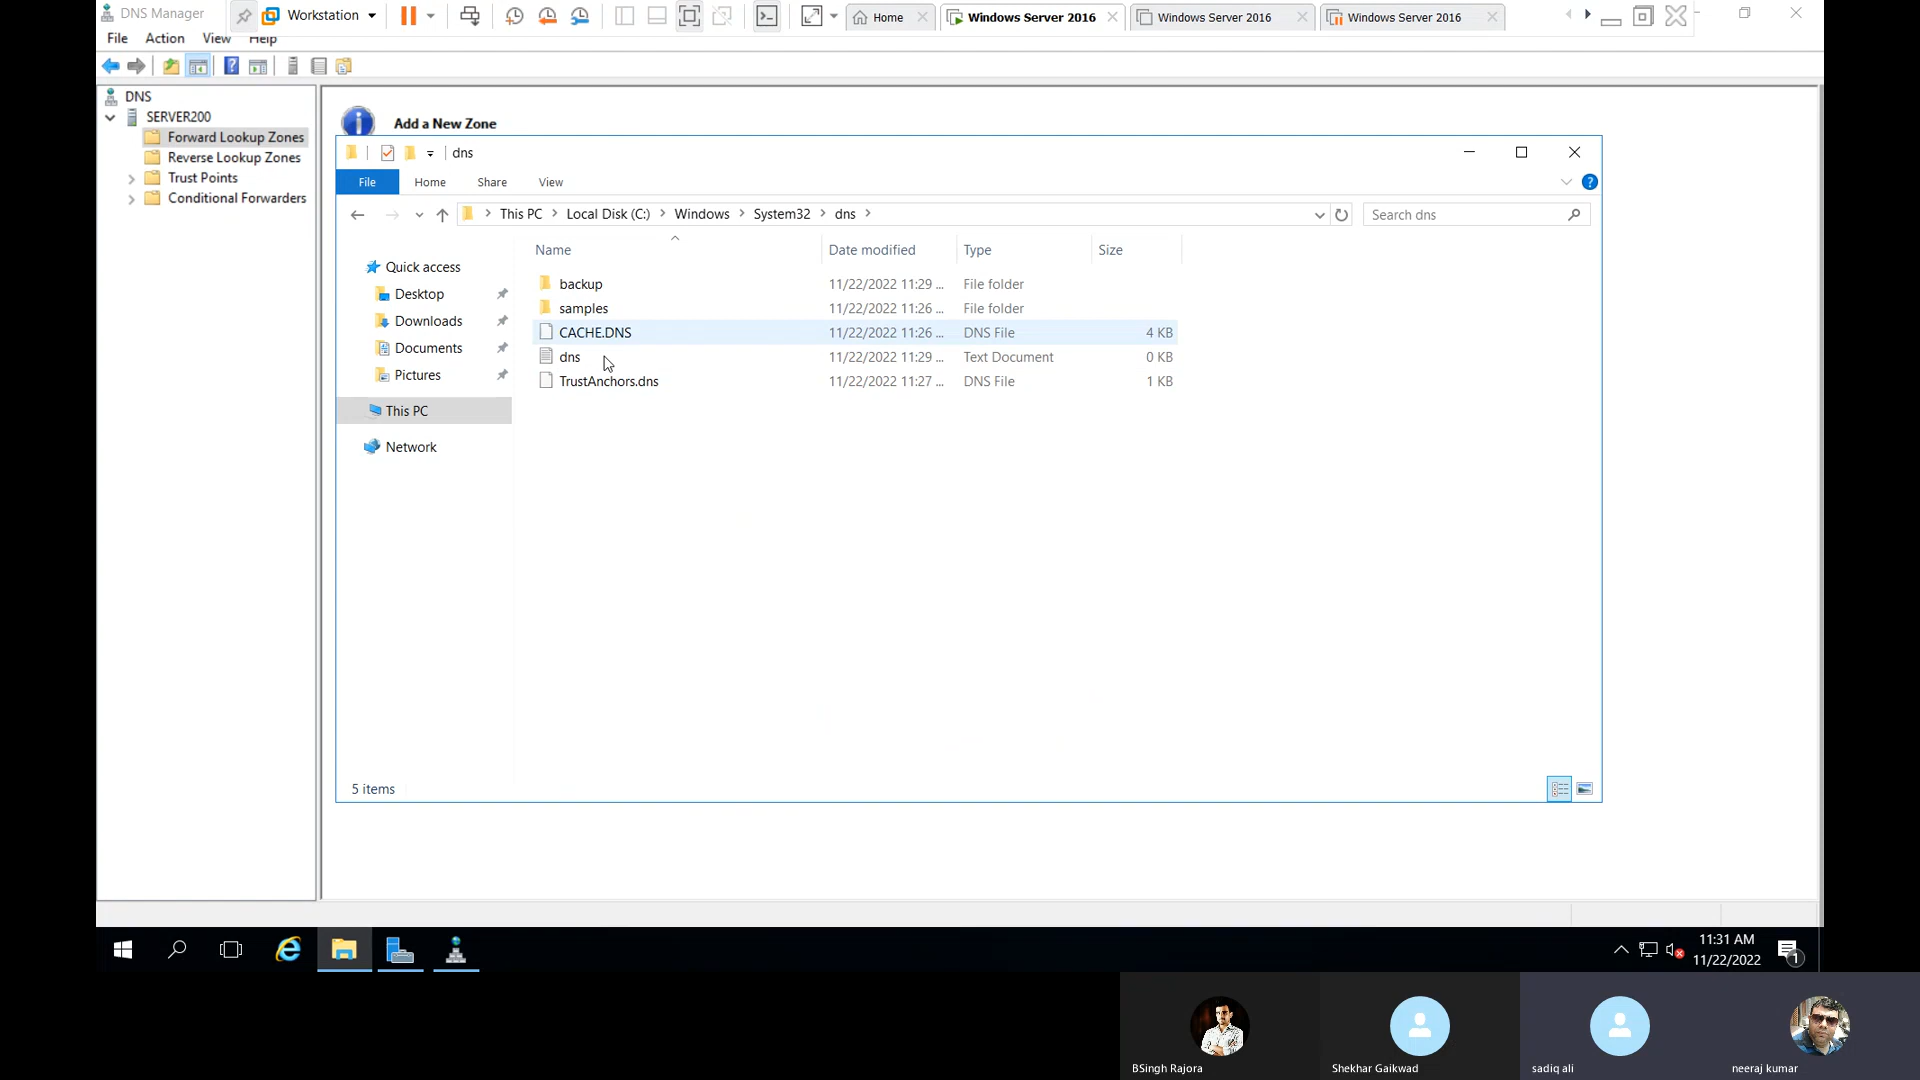 DNS Manager
Workstation
Home
Windows Server 2016
Windows Server 2016
Windows Server 2016
File Action View Help
DNS
SERVER200
Forward Lookup Zones
Reverse Lookup Zones
Trust Points
Conditional Forwarders
Add a New Zone
dns
File Home Share View
This PC Local Disk (C:) Windows System32 dns
Search dns
Name Date modified Type Size
Quick access
Desktop
Downloads
Documents
Pictures
This PC
Network
backup 11/22/2022 11:29 ... File folder
samples 11/22/2022 11:26 ... File folder
CACHE.DNS 11/22/2022 11:26 ... DNS File 4 KB
dns 11/22/2022 11:29 ... Text Document 0 KB
TrustAnchors.dns 11/22/2022 11:27 ... DNS File 1 KB
5 items
11:31 AM
11/22/2022
1
BSingh Rajora
Shekhar Gaikwad
sadiq ali
neeraj kumar